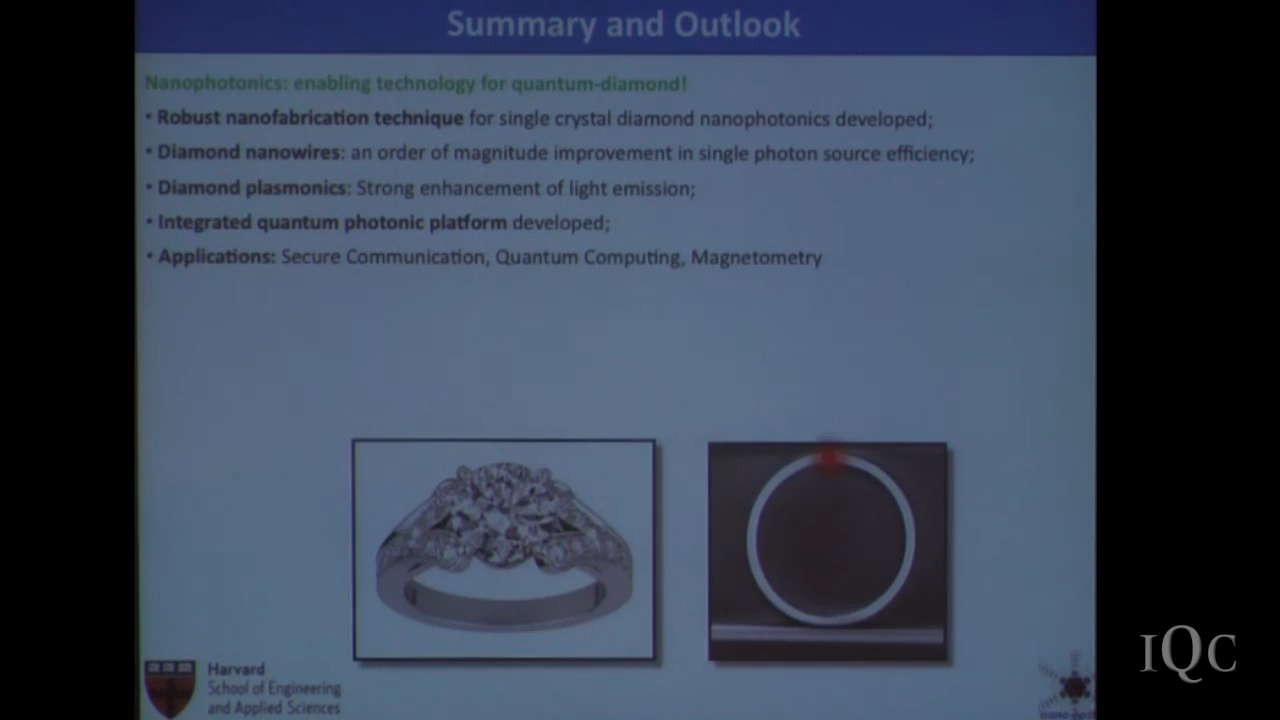 Summary and Outlook
Nanophotonics: enabling technology for quantum-diamond!
• Robust nanofabrication technique for single crystal diamond nanophotonics developed;
• Diamond nanowires: an order of magnitude improvement in single photon source efficiency;
• Diamond plasmonics: Strong enhancement of light emission;
• Integrated quantum photonic platform developed;
• Applications: Secure Communication, Quantum Computing, Magnetometry
Harvard
School of Engineering
and Applied Sciences
IQC